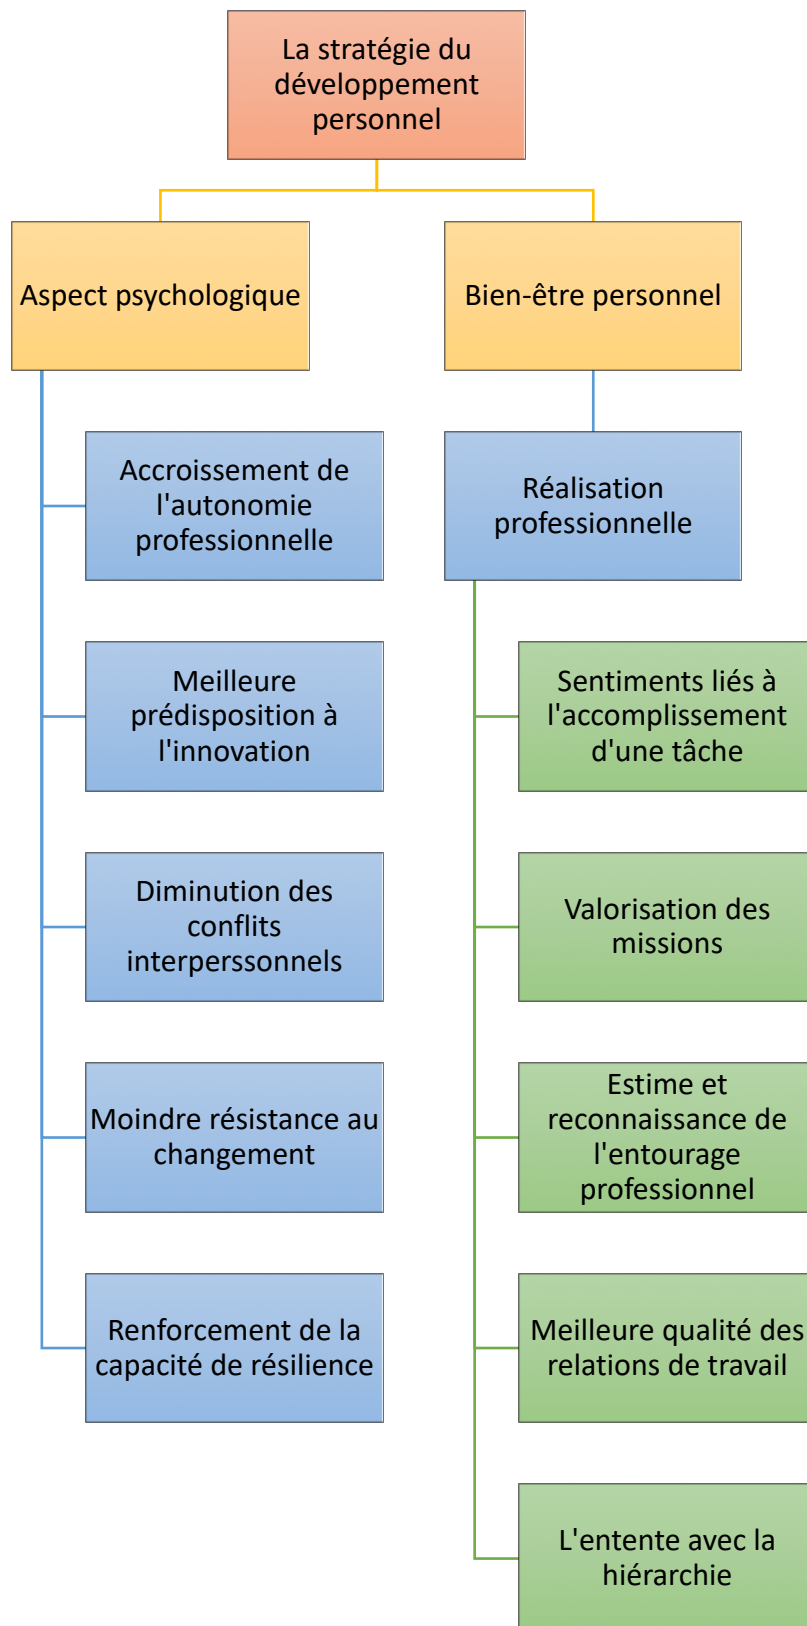 La stratégie du
développement
personnel
Aspect psychologique
Bien-être personnel
Accroissement de
l'autonomie
professionnelle
Réalisation
professionnelle
Meilleure
prédisposition à
l'innovation
Sentiments liés à
l'accomplissement
d'une tâche
Diminution des
conflits
interperssonnels
Valorisation des
missions
Moindre résistance au
changement
Estime et
reconnaissance de
l'entourage
professionnel
Renforcement de la
capacité de résilience
Meilleure qualité des
relations de travail
L'entente avec la
hiérarchie